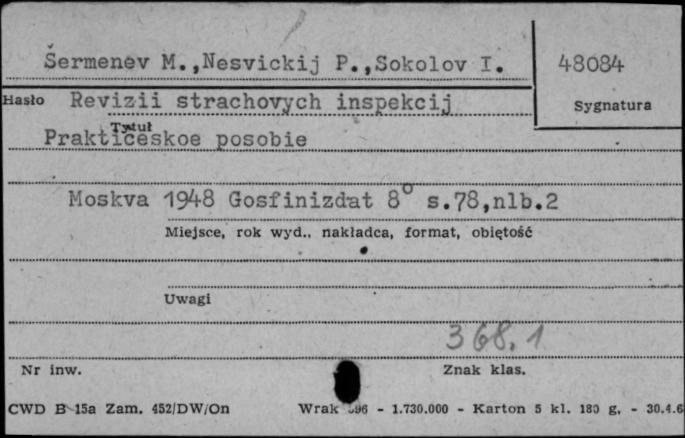 Šermenev M.,Nesvickij P.,Sokolov I.
48084
Hasło Revizii strachovych inspekcij
Sygnatura
Tytuł
Praktičeskoe posobie
Moskva 1948 Gosfinizdat 8° s.78,nlb.2
Miejsce, rok wyd., nakładca, format, objętość
Uwagi
368.1
Nr inw.
Znak klas.
CWD B 15a Zam. 452/DW/On Wrak - 1.730.000 - Karton 5 kl. 180 g. - 30.4.6